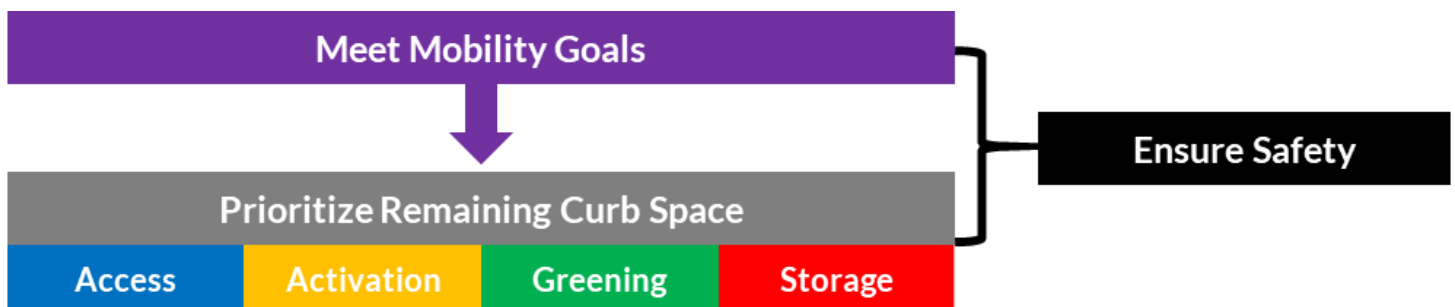 Meet Mobility Goals
Ensure Safety
Prioritize Remaining Curb Space
Access
Activation
Greening
Storage